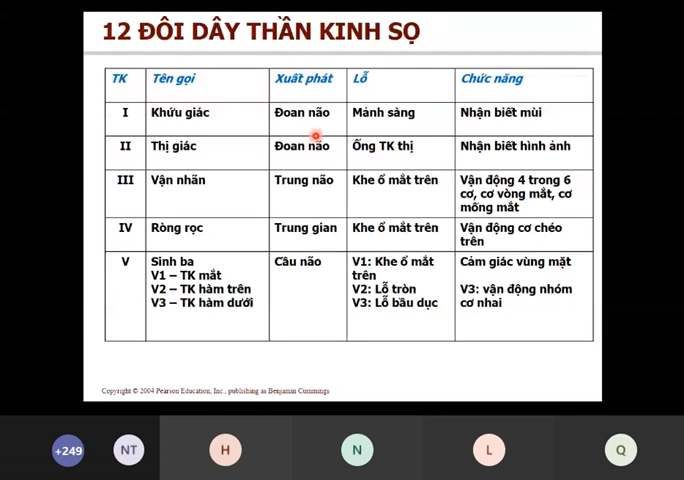 12 ĐÔI DÂY THẦN KINH SỌ
TK Tên gọi Xuất phát Lỗ Chức năng
I Khứu giác Đoan não Mảnh sàng Nhận biết mùi
II Thị giác Đoan não Ống TK thị Nhận biết hình ảnh
III Vận nhãn Trung não Khe ổ mắt trên Vận động 4 trong 6
cơ, cơ vòng mắt, cơ
mống mắt
IV Ròng rọc Trung gian Khe ổ mắt trên Vận động cơ chéo
trên
V Sinh ba Cầu não V1: Khe ổ mắt Cảm giác vùng mặt
V1 – TK mắt trên
V2 – TK hàm trên V2: Lỗ tròn V3: vận động nhóm
V3 – TK hàm dưới V3: Lỗ bầu dục cơ nhai
Copyright © 2004 Pearson Education, Inc., publishing as Benjamin Cummings
+249 NT H N L Q